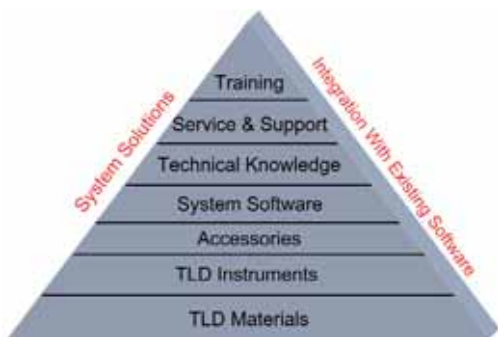 System Solutions
Integration With Existing Software
Training
Service & Support
Technical Knowledge
System Software
Accessories
TLD Instruments
TLD Materials